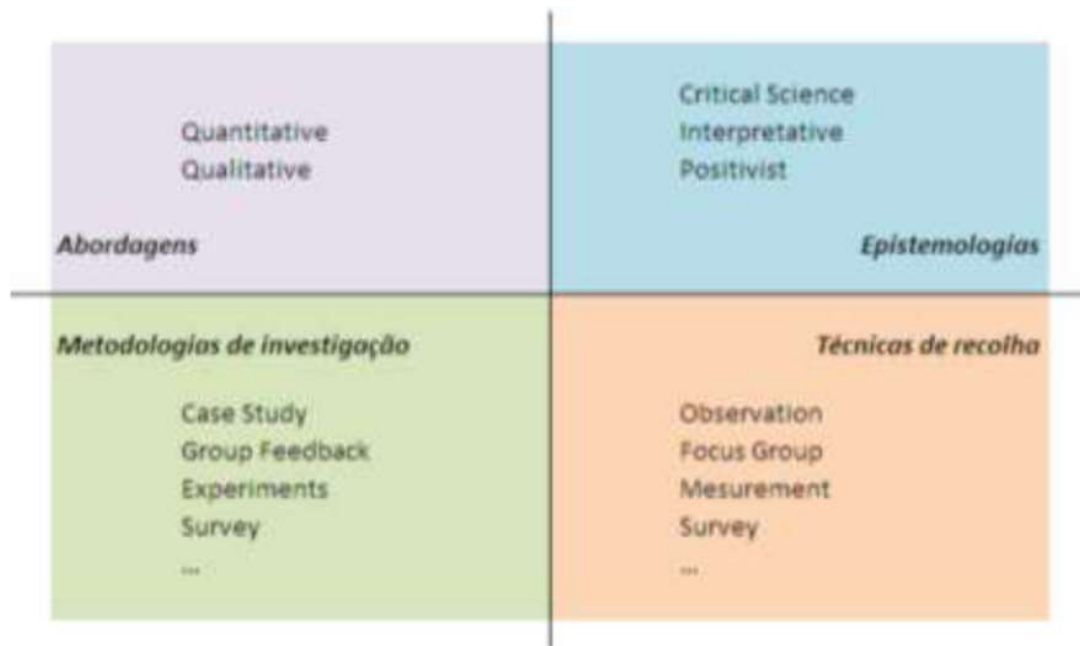 Quantitative
Qualitative
Abordagens
Critical Science
Interpretative
Positivist
Epistemologias
Metodologias de investigação
Case Study
Group Feedback
Experiments
Survey
...
Técnicas de recolha
Observation
Focus Group
Mesurement
Survey
...